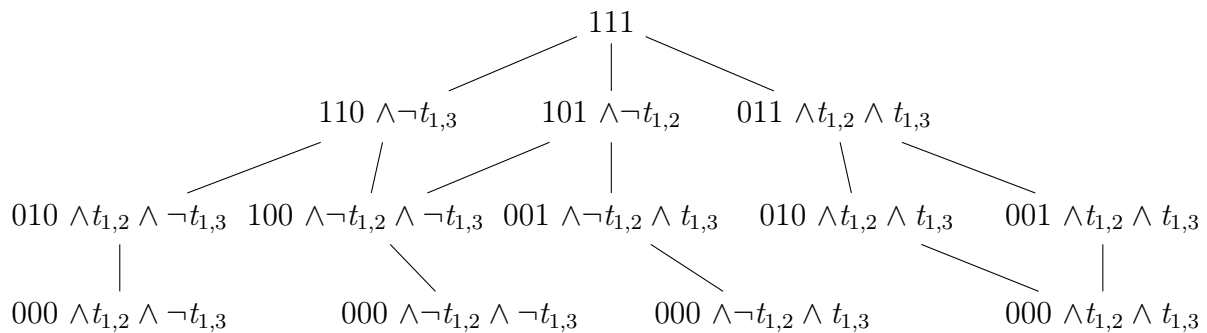 111
110 ∧¬t1,3 101 ∧¬t1,2 011 ∧t1,2 ∧ t1,3
010 ∧t1,2 ∧ ¬t1,3 100 ∧¬t1,2 ∧ ¬t1,3 001 ∧¬t1,2 ∧ t1,3 010 ∧t1,2 ∧ t1,3 001 ∧t1,2 ∧ t1,3
000 ∧t1,2 ∧ ¬t1,3 000 ∧¬t1,2 ∧ ¬t1,3 000 ∧¬t1,2 ∧ t1,3 000 ∧t1,2 ∧ t1,3